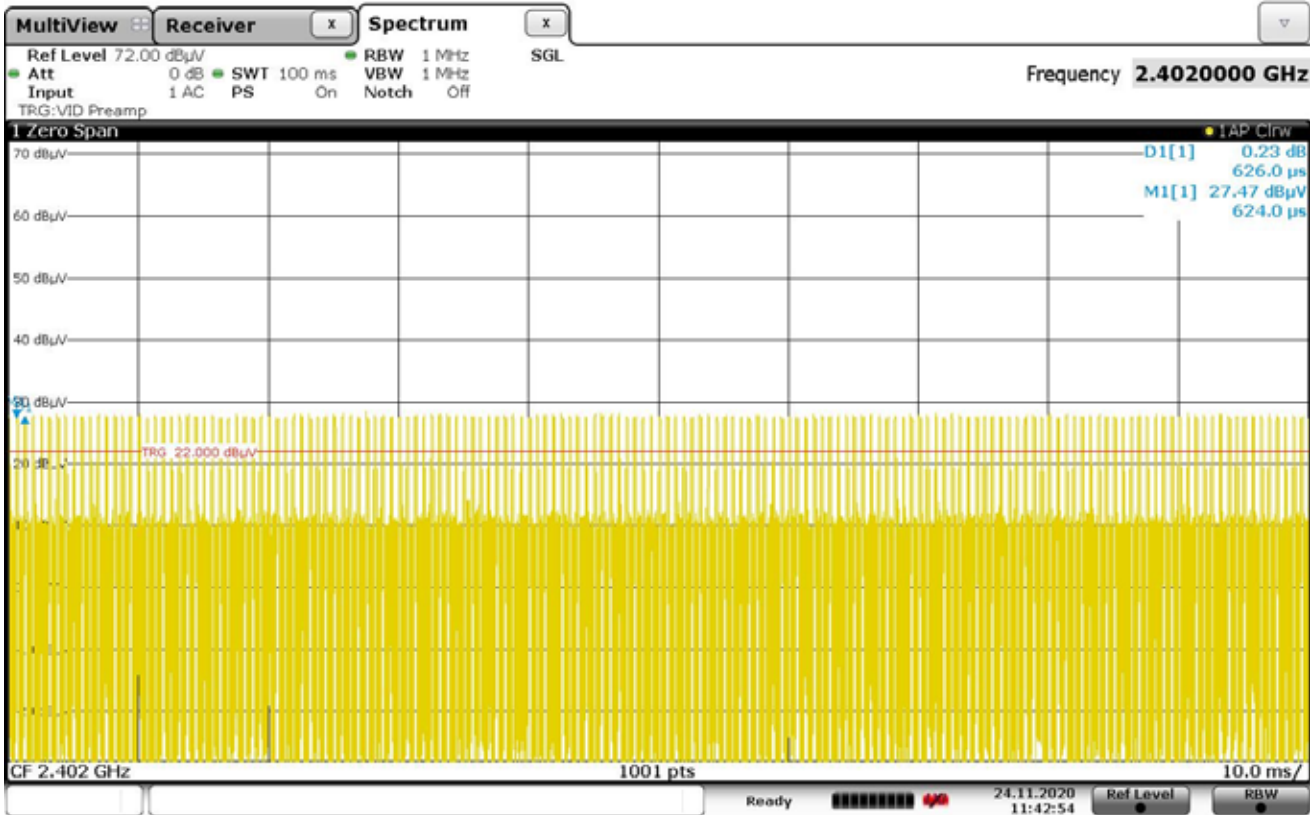 MultiView Receiver X Spectrum X
Ref Level 72.00 dBµV RBW 1 MHz SGL
Att 0 dB SWT 100 ms VBW 1 MHz Frequency 2.4020000 GHz
Input 1 AC PS On Notch Off
TRG:VID Preamp
1 Zero Span 1AP Clrw
70 dBµV D1[1] 0.23 dB
626.0 µs
M1[1] 27.47 dBµV
60 dBµV 624.0 µs
50 dBµV
40 dBµV
dBµV
TRG 22.000 dBµV
20
CF 2.402 GHz 1001 pts 10.0 ms/
Ready 24.11.2020 Ref Level RBW
11:42:54